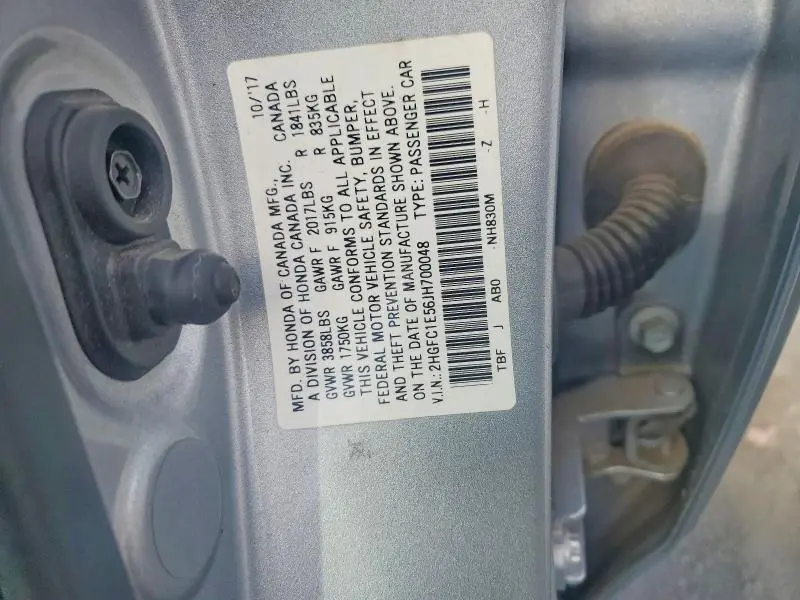 MFD. BY HONDA OF CANADA MFG., 10/'17
A DIVISION OF HONDA CANADA INC. CANADA
GVWR 3858LBS GAWR F 2017LBS R 1841LBS
GVWR 1750KG GAWR F 915KG R 835KG
THIS VEHICLE CONFORMS TO ALL APPLICABLE
FEDERAL MOTOR VEHICLE SAFETY, BUMPER,
AND THEFT PREVENTION STANDARDS IN EFFECT
ON THE DATE OF MANUFACTURE SHOWN ABOVE.
V.I.N.: 2HGFC1E56JH700048 TYPE: PASSENGER CAR
TBF J AB0 -NH830M -Z -H